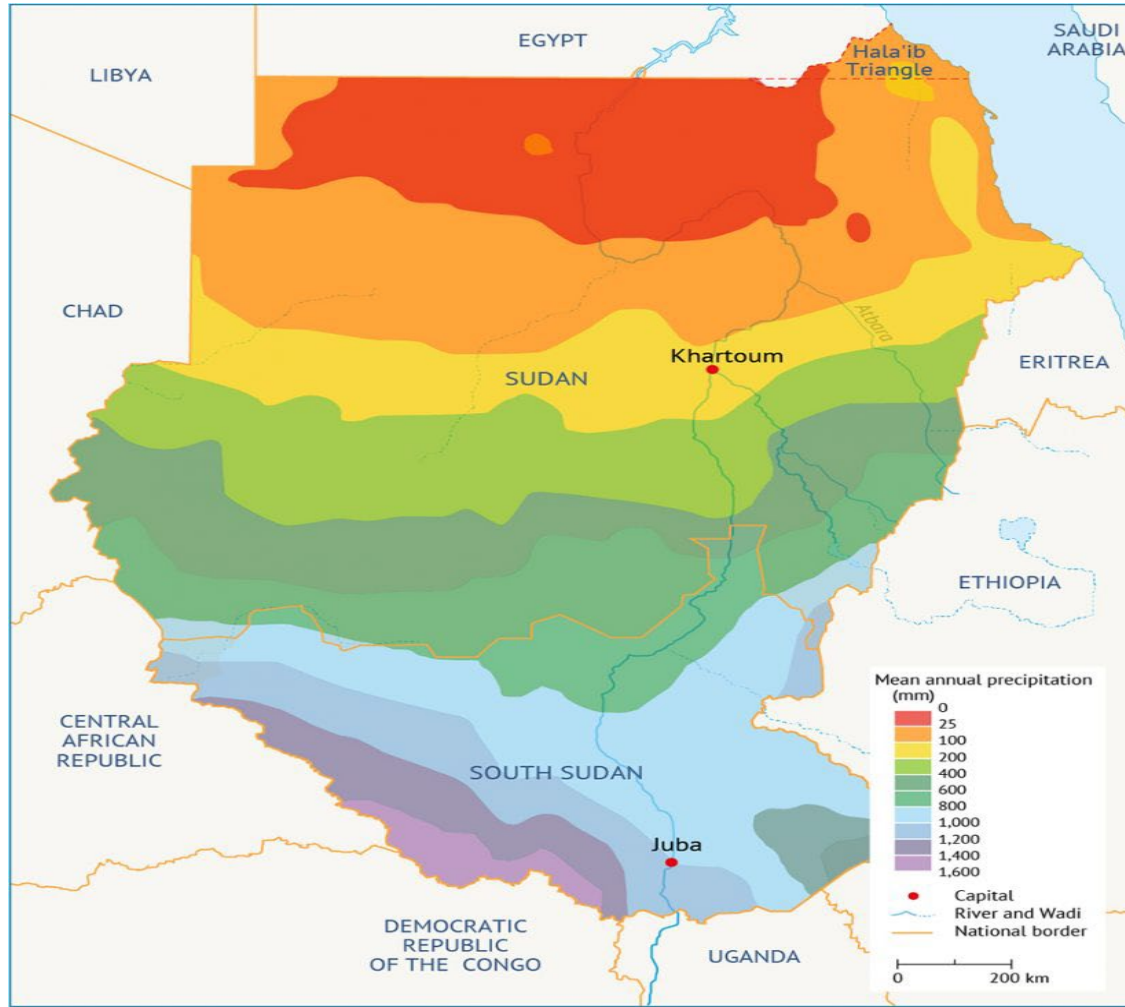 EGYPT
SAUDI
ARABIA
LIBYA
Hala'ib
Triangle
CHAD
Atbara
Khartoum
SUDAN
ERITREA
ETHIOPIA
CENTRAL
AFRICAN
REPUBLIC
SOUTH SUDAN
Juba
DEMOCRATIC
REPUBLIC
OF THE CONGO
UGANDA
Mean annual precipitation
(mm)
0
25
100
200
400
600
800
1,000
1,200
1,400
1,600
Capital
River and Wadi
National border
0 200 km